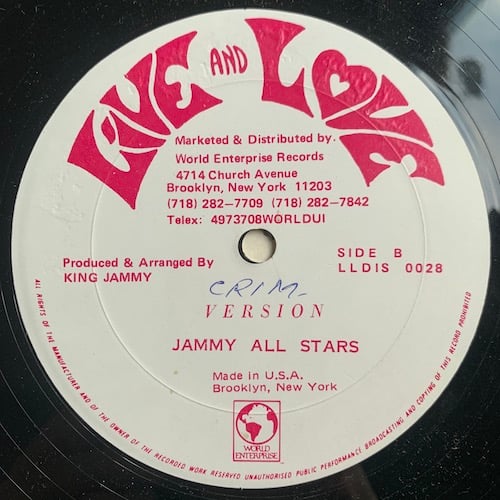 LIVE AND LOVE
Marketed & Distributed by.
World Enterprise Records
4714 Church Avenue
Brooklyn, New York 11203
(718) 282–7709 (718) 282–7842
Telex: 4973708WORLDUI
Produced & Arranged By
KING JAMMY
SIDE B
LLDIS 0028
CRIM.
VERSION
JAMMY ALL STARS
Made in U.S.A.
Brooklyn, New York
WORLD
ENTERPRISE
ALL RIGHTS OF THE MANUFACTURER AND OF THE OWNER OF THE RECORDED WORK RESERVED UNAUTHORISED PUBLIC PERFORMANCE BROADCASTING AND COPYING OF THIS RECORD PROHIBITED